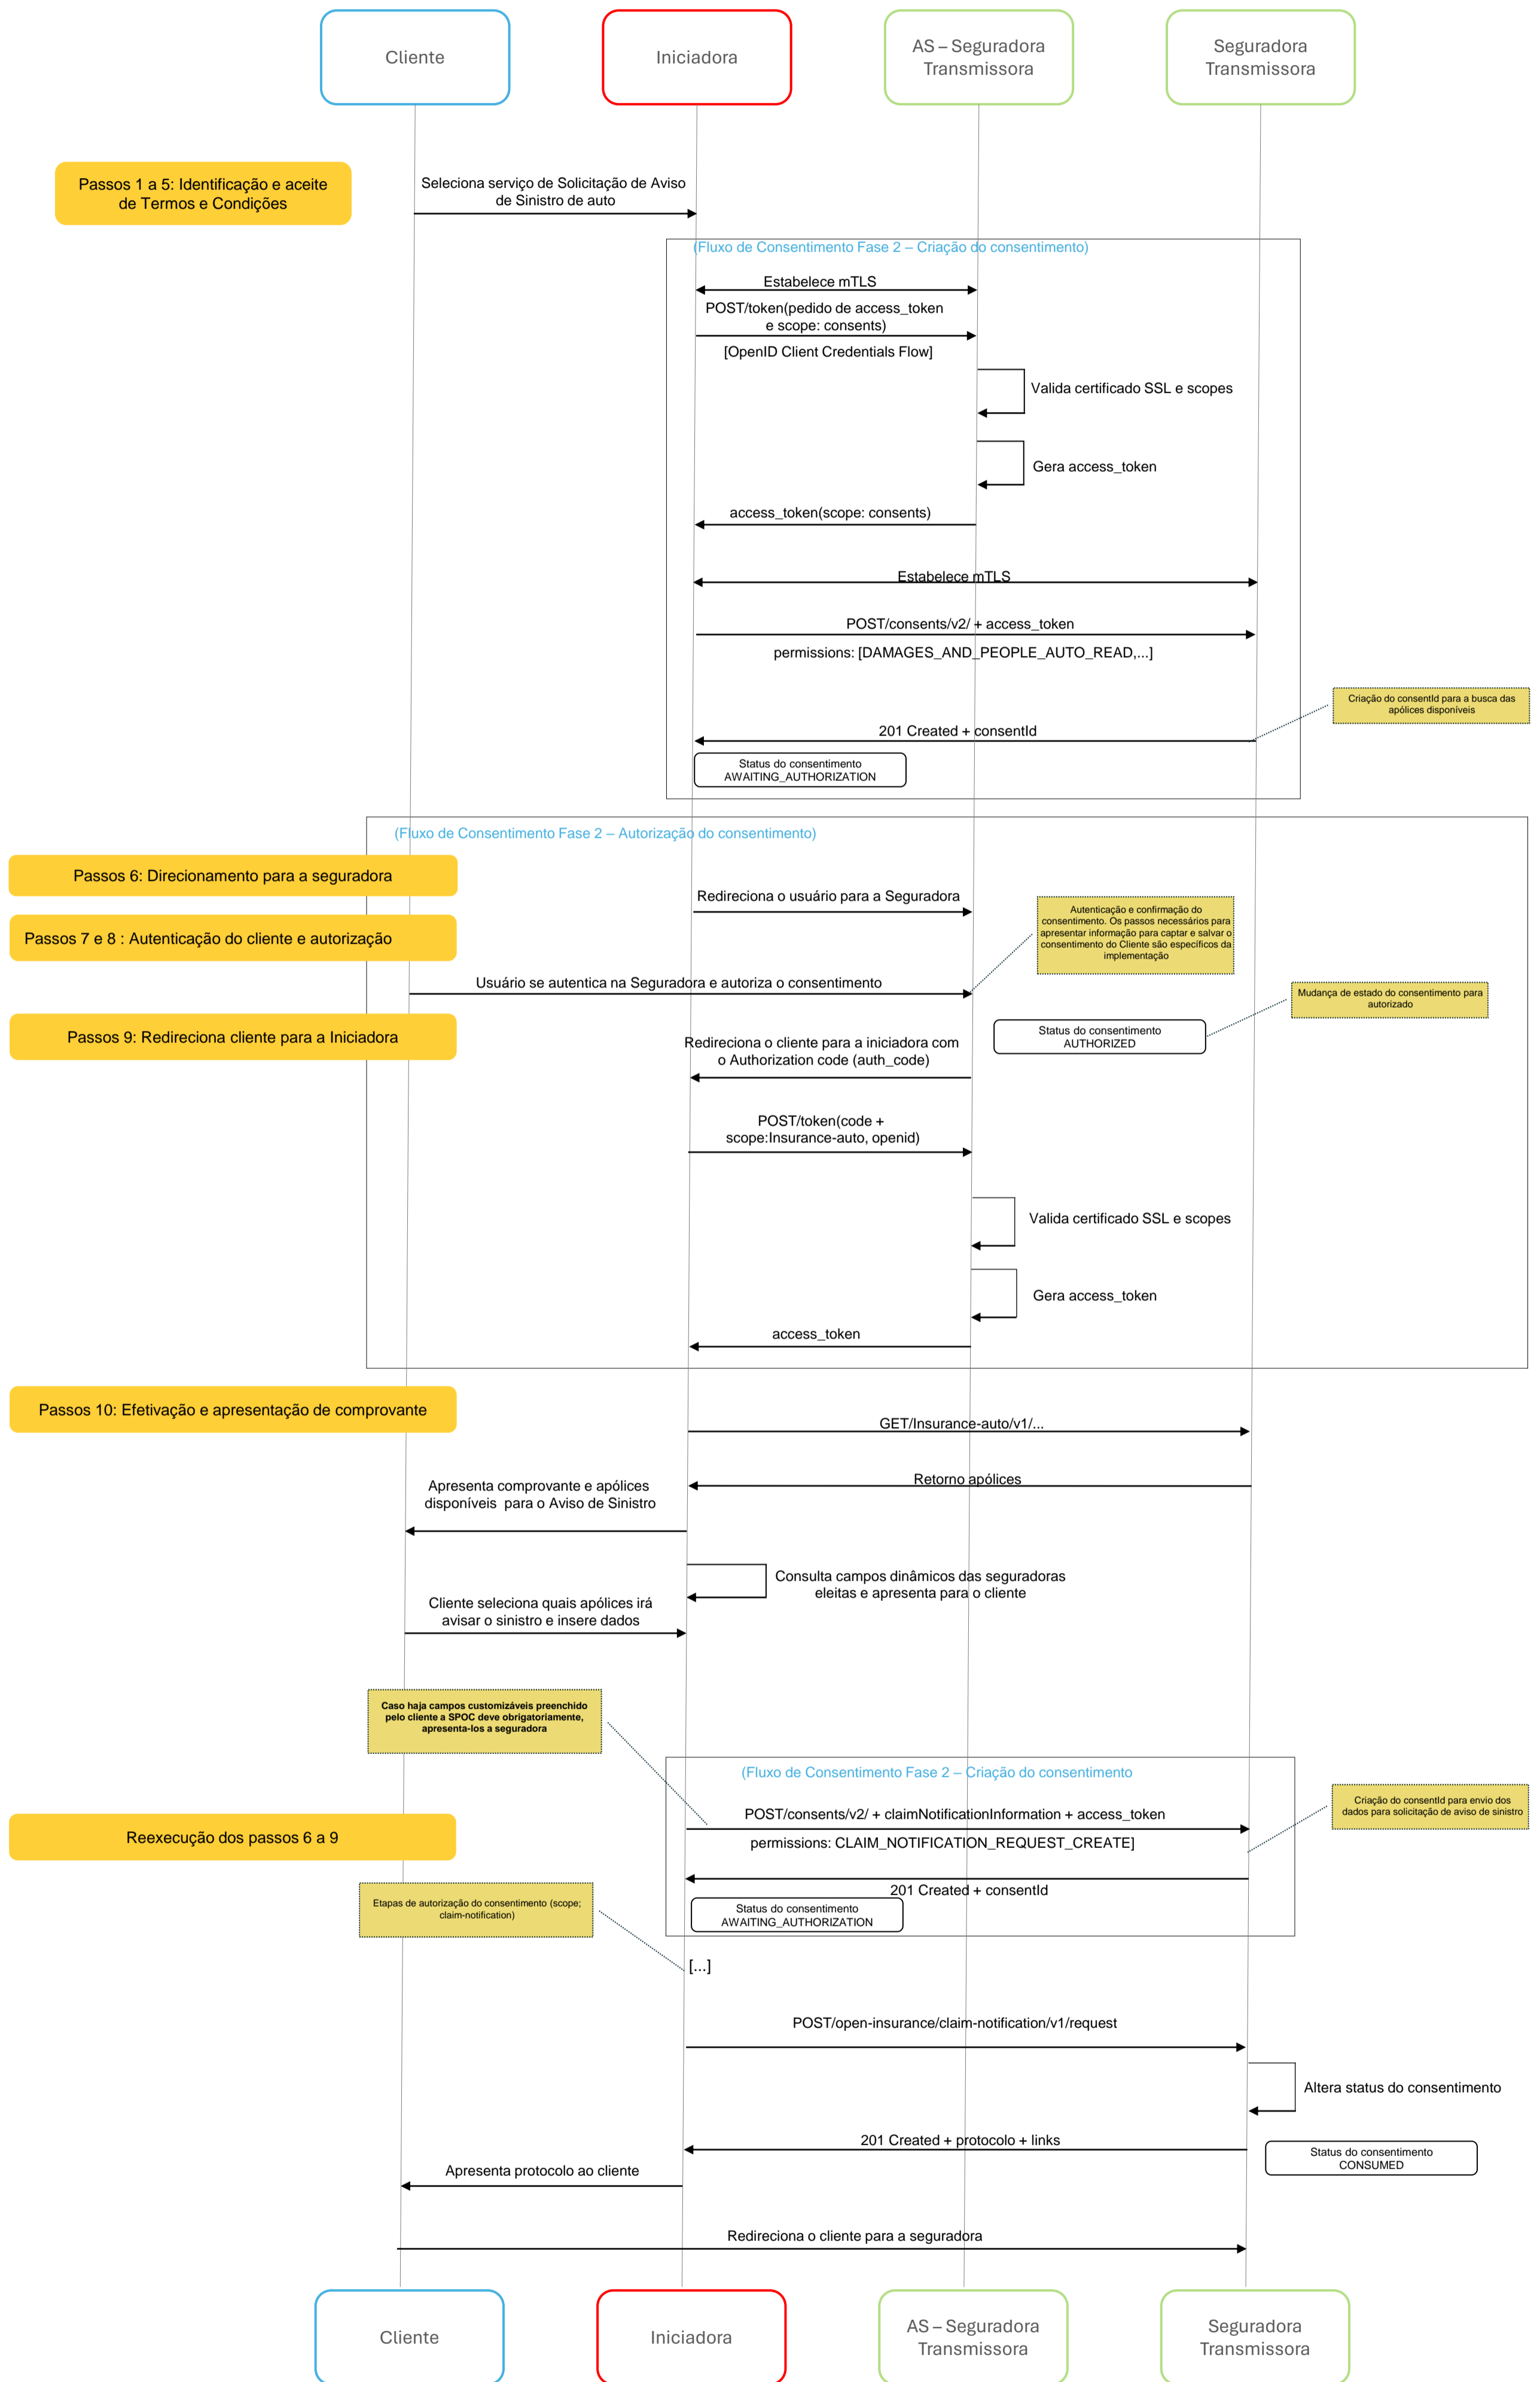 Cliente
Iniciadora
AS – Seguradora
Transmissora
Seguradora
Transmissora
Passos 1 a 5: Identificação e aceite
de Termos e Condições
Seleciona serviço de Solicitação de Aviso
de Sinistro de auto
(Fluxo de Consentimento Fase 2 – Criação do consentimento)
Estabelece mTLS
POST/token(pedido de access_token
e scope: consents)
[OpenID Client Credentials Flow]
Valida certificado SSL e scopes
Gera access_token
access_token(scope: consents)
Estabelece mTLS
POST/consents/v2/ + access_token
permissions: [DAMAGES_AND_PEOPLE_AUTO_READ,...]
Criação do consentId para a busca das
apólices disponíveis
201 Created + consentId
Status do consentimento
AWAITING_AUTHORIZATION
(Fluxo de Consentimento Fase 2 – Autorização do consentimento)
Passos 6: Direcionamento para a seguradora
Redireciona o usuário para a Seguradora
Autenticação e confirmação do
consentimento. Os passos necessários para
apresentar informação para captar e salvar o
consentimento do Cliente são específicos da
implementação
Passos 7 e 8 : Autenticação do cliente e autorização
Usuário se autentica na Seguradora e autoriza o consentimento
Mudança de estado do consentimento para
autorizado
Passos 9: Redireciona cliente para a Iniciadora
Status do consentimento
AUTHORIZED
Redireciona o cliente para a iniciadora com
o Authorization code (auth_code)
POST/token(code +
scope:Insurance-auto, openid)
Valida certificado SSL e scopes
Gera access_token
access_token
Passos 10: Efetivação e apresentação de comprovante
GET/Insurance-auto/v1/...
Retorno apólices
Apresenta comprovante e apólices
disponíveis  para o Aviso de Sinistro
Consulta campos dinâmicos das seguradoras
eleitas e apresenta para o cliente
Cliente seleciona quais apólices irá
avisar o sinistro e insere dados
Caso haja campos customizáveis preenchido
pelo cliente a SPOC deve obrigatoriamente,
apresenta-los a seguradora
(Fluxo de Consentimento Fase 2 – Criação do consentimento
Criação do consentId para envio dos
dados para solicitação de aviso de sinistro
POST/consents/v2/ + claimNotificationInformation + access_token
permissions: CLAIM_NOTIFICATION_REQUEST_CREATE]
Reexecução dos passos 6 a 9
201 Created + consentId
Etapas de autorização do consentimento (scope;
claim-notification)
Status do consentimento
AWAITING_AUTHORIZATION
[...]
POST/open-insurance/claim-notification/v1/request
Altera status do consentimento
201 Created + protocolo + links
Status do consentimento
CONSUMED
Apresenta protocolo ao cliente
Redireciona o cliente para a seguradora
Cliente
Iniciadora
AS – Seguradora
Transmissora
Seguradora
Transmissora